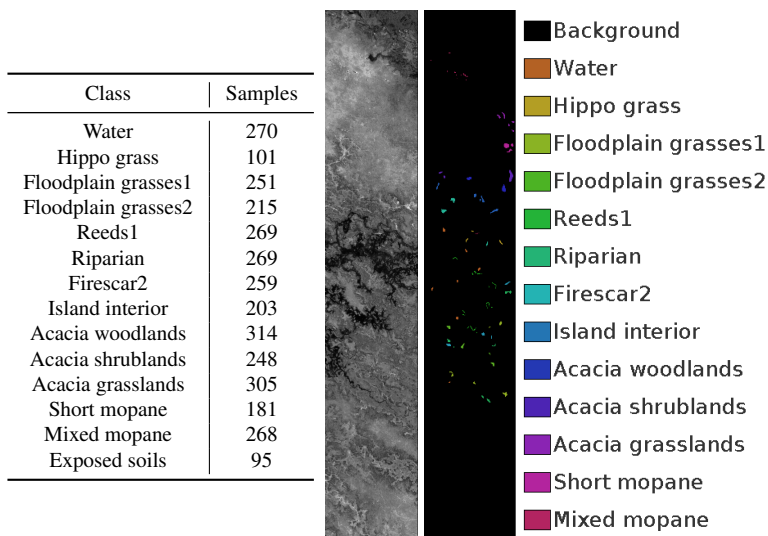 Class Samples
Water 270
Hippo grass 101
Floodplain grasses1 251
Floodplain grasses2 215
Reeds1 269
Riparian 269
Firescar2 259
Island interior 203
Acacia woodlands 314
Acacia shrublands 248
Acacia grasslands 305
Short mopane 181
Mixed mopane 268
Exposed soils 95
Background
Water
Hippo grass
Floodplain grasses1
Floodplain grasses2
Reeds1
Riparian
Firescar2
Island interior
Acacia woodlands
Acacia shrublands
Acacia grasslands
Short mopane
Mixed mopane